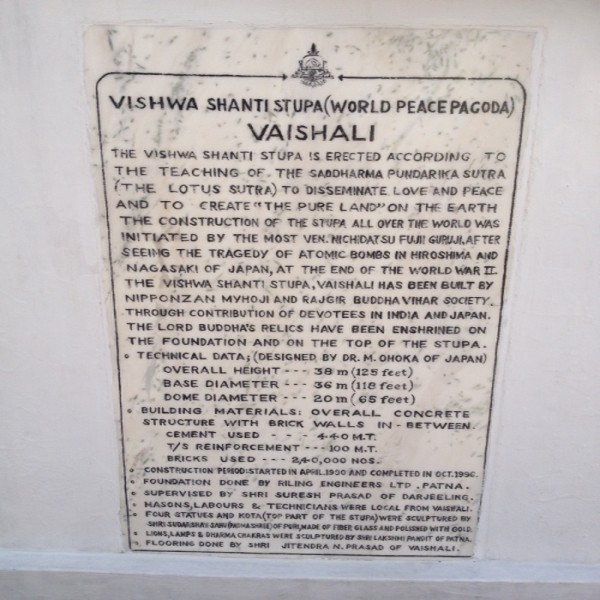 VISHWA SHANTI STUPA (WORLD PEACE PAGODA)
VAISHALI
THE VISHWA SHANTI STUPA IS ERECTED ACCORDING TO
THE TEACHING OF THE SADDHARMA PUNDARIKA SUTRA
(THE LOTUS SUTRA) TO DISSEMINATE LOVE AND PEACE
AND TO CREATE "THE PURE LAND" ON THE EARTH
THE CONSTRUCTION OF THE STUPA ALL OVER THE WORLD WAS
INITIATED BY THE MOST VEN. NICHIDATSU FUJII GURUJI, AFTER
SEEING THE TRAGEDY OF ATOMIC BOMBS IN HIROSHIMA AND
NAGASAKI OF JAPAN, AT THE END OF THE WORLD WAR II.
THE VISHWA SHANTI STUPA, VAISHALI HAS BEEN BUILT BY
NIPPONZAN MYHOJI AND RAJGIR BUDDHA VIHAR SOCIETY.
THROUGH CONTRIBUTION OF DEVOTEES IN INDIA AND JAPAN.
THE LORD BUDDHA'S RELICS HAVE BEEN ENSHRINED ON
THE FOUNDATION AND ON THE TOP OF THE STUPA.
• TECHNICAL DATA; (DESIGNED BY DR. M. OHOKA OF JAPAN)
OVERALL HEIGHT --- 38 m (125 feet)
BASE DIAMETER --- 36 m (118 feet)
DOME DIAMETER --- 20 m ( 65 feet)
• BUILDING MATERIALS: OVERALL CONCRETE
STRUCTURE WITH BRICK WALLS IN-BETWEEN.
CEMENT USED - - - 440 M.T.
T/S REINFORCEMENT --- 100 M.T.
BRICKS USED --- 240,000 NOS.
• CONSTRUCTION PERIOD: STARTED IN APRIL. AND COMPLETED IN OCT. 1996.
• FOUNDATION DONE BY RILING ENGINEERS LTD . PATNA.
• SUPERVISED BY SHRI SURESH PRASAD OF DARJEELING.
• MASONS, LABOURS & TECHNICIANS WERE LOCAL FROM VAISHALI.
• FOUR STATUES AND KOTA (TOP PART OF THE STUPA) WERE SCULPTURED BY
SHRI SUDARSHAN SAHU (PADMASHREE) OF PURI, MADE OF FIBER GLASS AND POLISHED WITH GOLD.
• LIONS, LAMPS & DHARMA CHAKRAS WERE SCULPTURED BY SHRI LAKSHMI PANDIT OF PATNA.
• FLOORING DONE BY SHRI JITENDRA N. PRASAD OF VAISHALI.